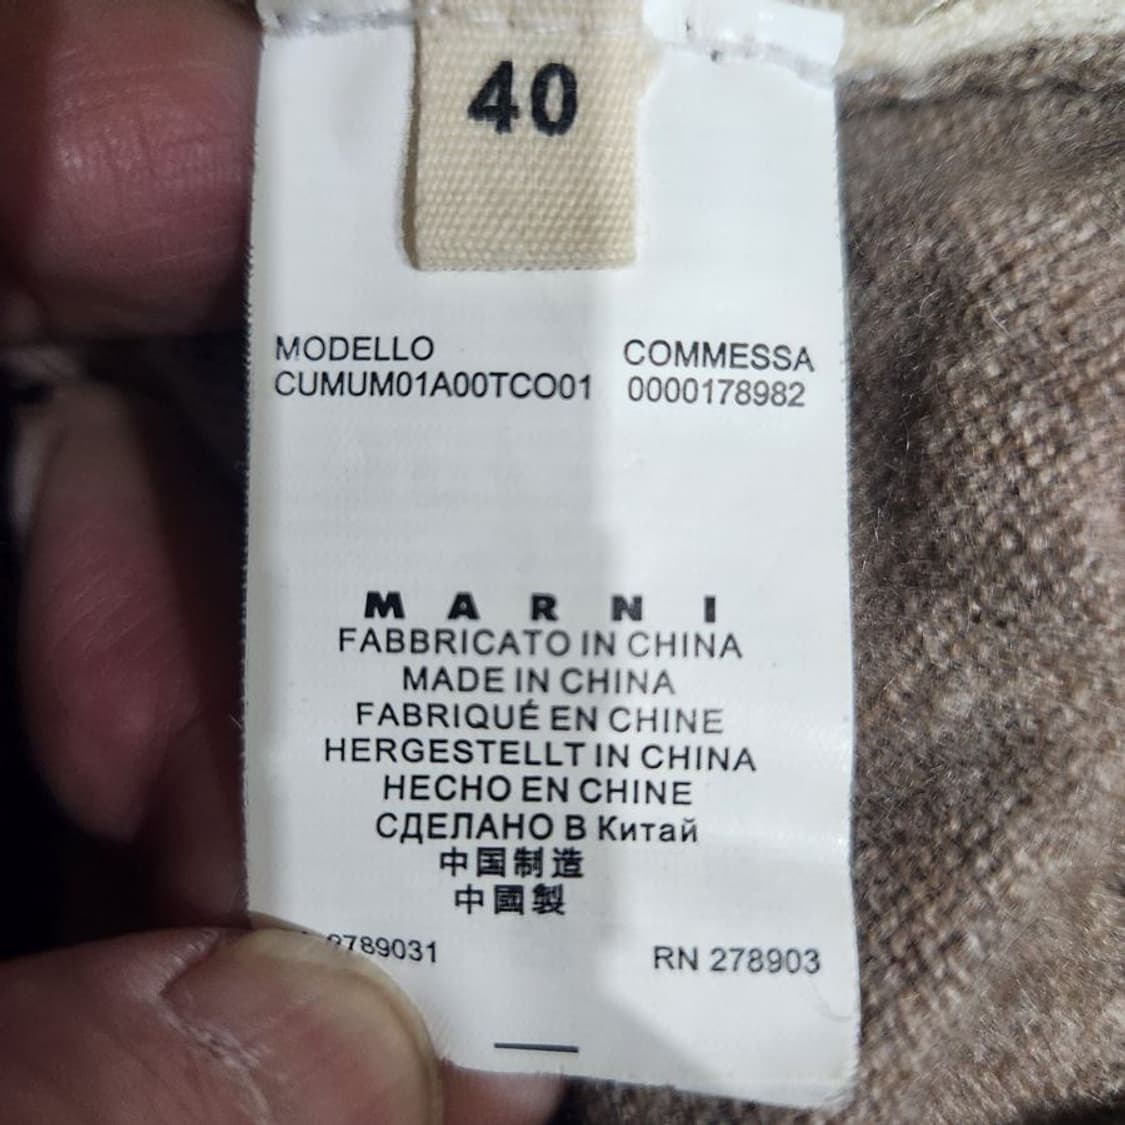 40
MODELLO COMMESSA
CUMUM01A00TCO01 0000178982
MARNI
FABBRICATO IN CHINA
MADE IN CHINA
FABRIQUÉ EN CHINE
HERGESTELLT IN CHINA
HECHO EN CHINE
СДЕЛАНО В Китай
中国制造
中國製
RN 278903